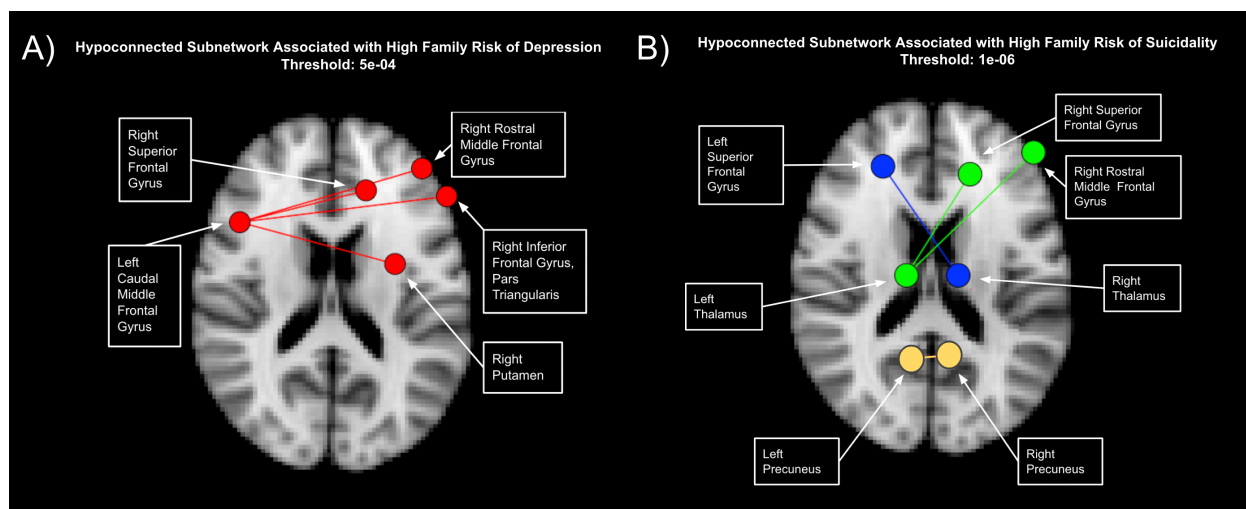 A)
Hypoconnected Subnetwork Associated with High Family Risk of Depression
Threshold: 5e-04
Right
Superior
Frontal
Gyrus
Right Rostral
Middle Frontal
Gyrus
Left
Caudal
Middle
Frontal
Gyrus
Right Inferior
Frontal Gyrus,
Pars
Triangularis
Right
Putamen
B)
Hypoconnected Subnetwork Associated with High Family Risk of Suicidality
Threshold: 1e-06
Left
Superior
Frontal
Gyrus
Right Superior
Frontal Gyrus
Right Rostral
Middle Frontal
Gyrus
Left
Thalamus
Right
Thalamus
Left
Precuneus
Right
Precuneus